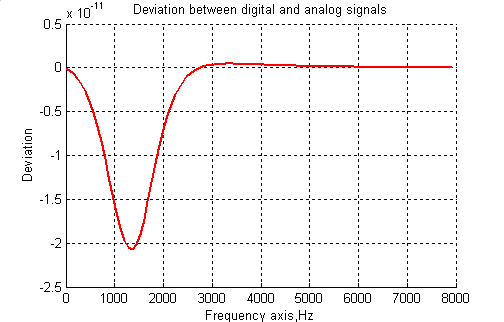 Deviation between digital and analog signals
x 10^-11
0.5
0
-0.5
-1
-1.5
-2
-2.5
Deviation
0 1000 2000 3000 4000 5000 6000 7000 8000
Frequency axis,Hz